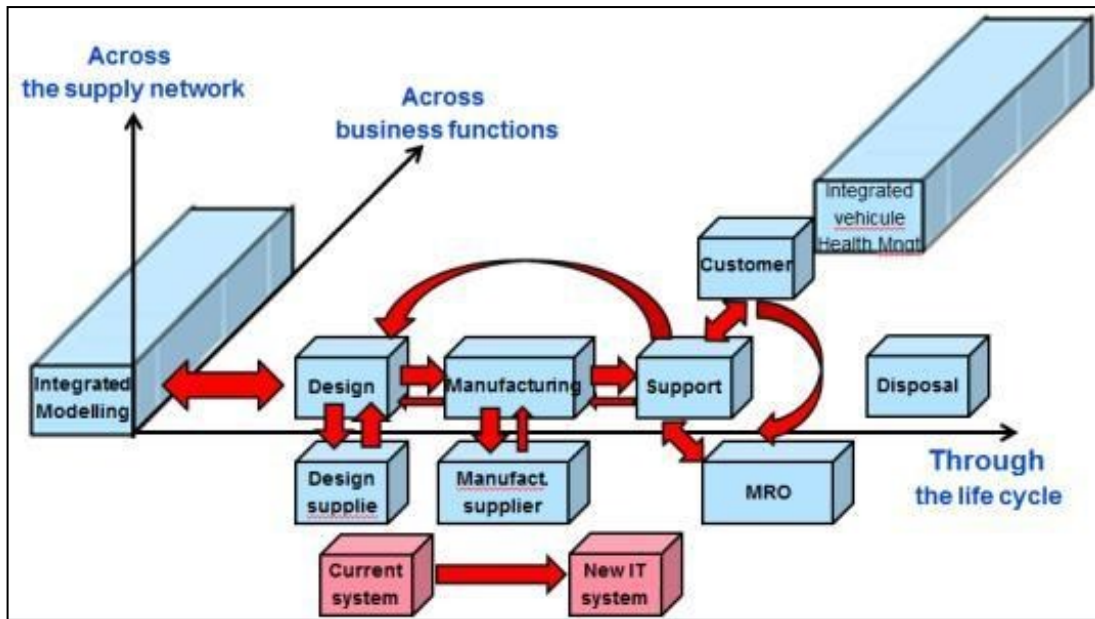 Across
the supply network
Across
business functions
Integrated
vehicule
Health Mngt
Customer
Integrated
Modelling
Design
Manufacturing
Support
Disposal
Through
the life cycle
Design
supplie
Manufact.
supplier
MRO
Current
system
New IT
system